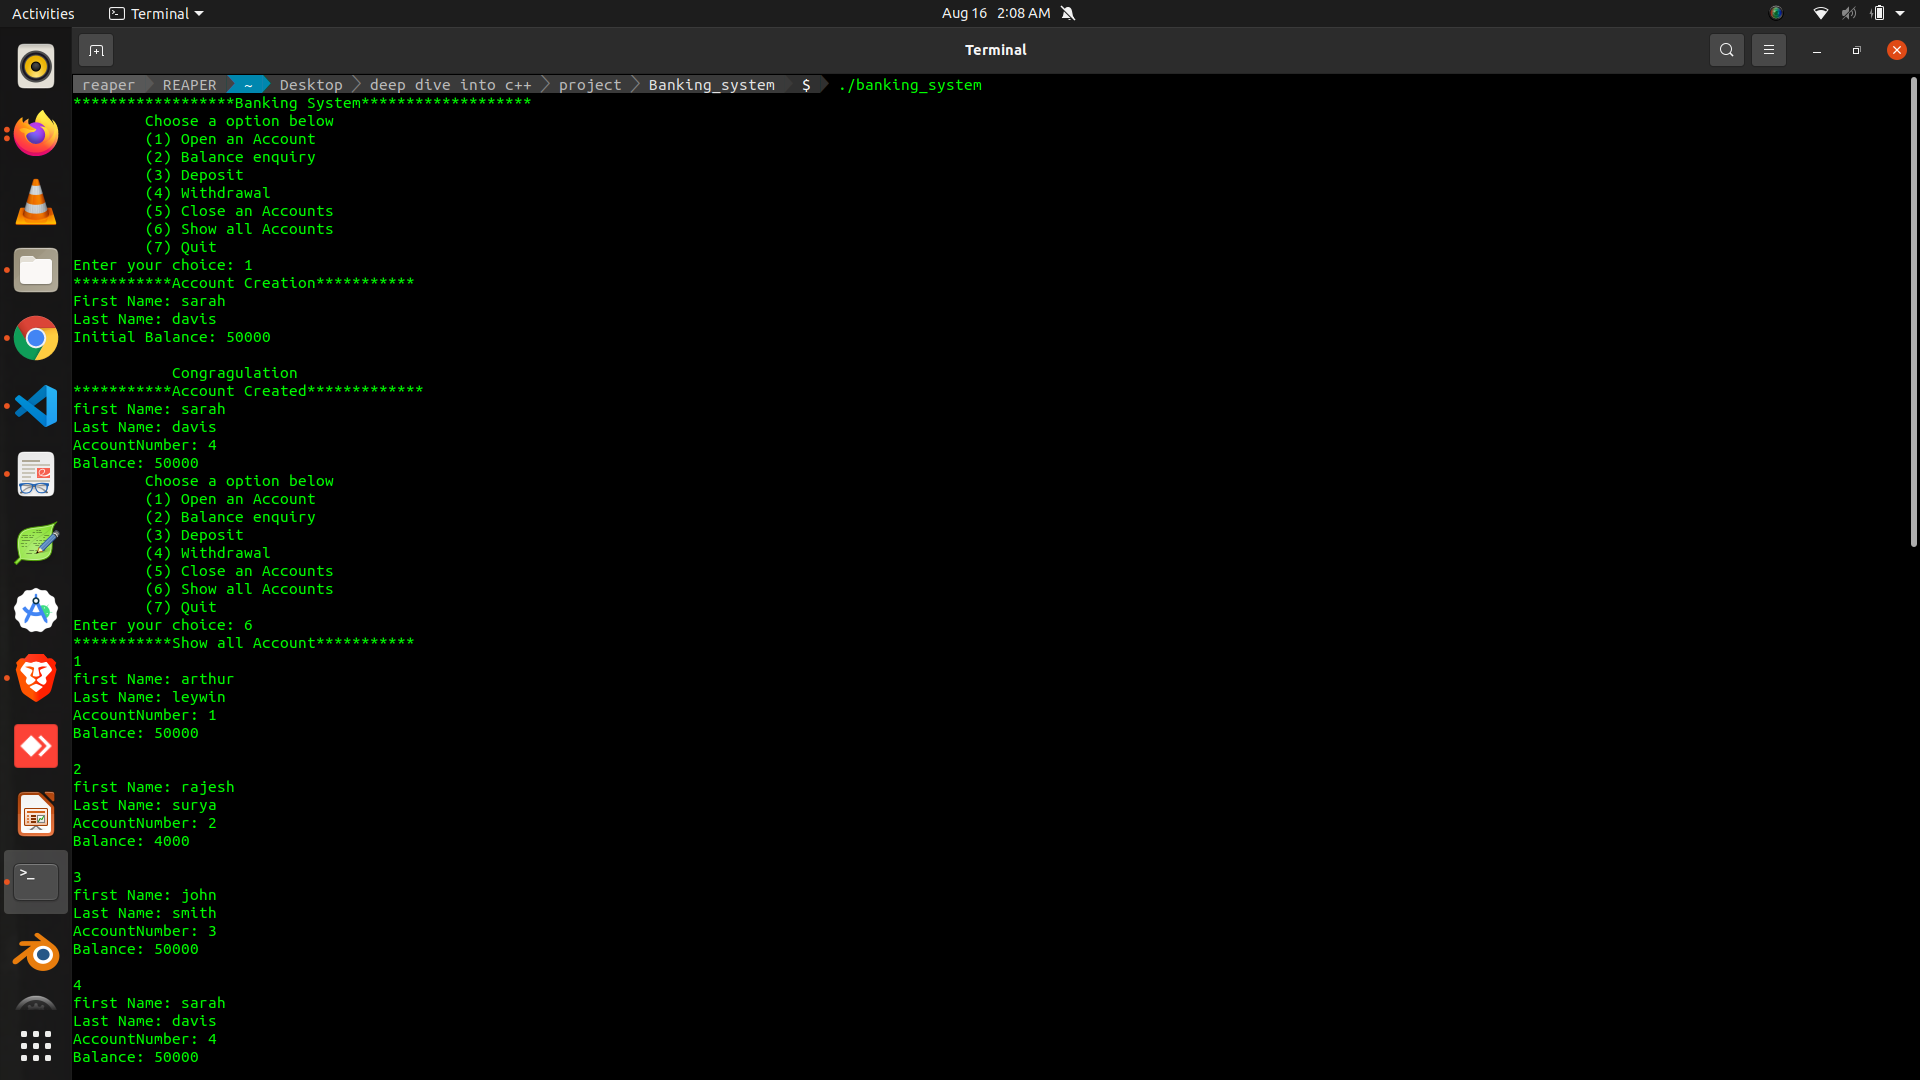 Activities
Terminal
Aug 16 2:08 AM
Terminal
reaper REAPER ~ Desktop deep dive into c++ project Banking_system $ ./banking_system
******************Banking System*******************
Choose a option below
(1) Open an Account
(2) Balance enquiry
(3) Deposit
(4) Withdrawal
(5) Close an Accounts
(6) Show all Accounts
(7) Quit
Enter your choice: 1
***********Account Creation***********
First Name: sarah
Last Name: davis
Initial Balance: 50000
Congragulation
***********Account Created*************
first Name: sarah
Last Name: davis
AccountNumber: 4
Balance: 50000
Choose a option below
(1) Open an Account
(2) Balance enquiry
(3) Deposit
(4) Withdrawal
(5) Close an Accounts
(6) Show all Accounts
(7) Quit
Enter your choice: 6
***********Show all Account***********
1
first Name: arthur
Last Name: leywin
AccountNumber: 1
Balance: 50000
2
first Name: rajesh
Last Name: surya
AccountNumber: 2
Balance: 4000
3
first Name: john
Last Name: smith
AccountNumber: 3
Balance: 50000
4
first Name: sarah
Last Name: davis
AccountNumber: 4
Balance: 50000